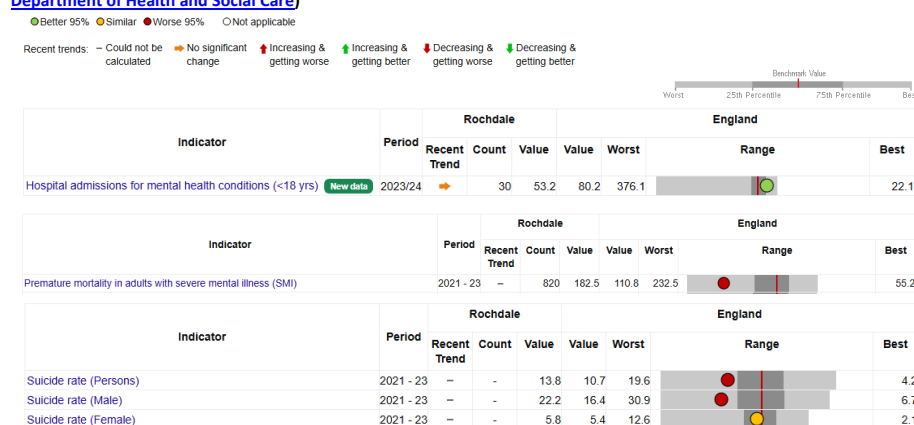 Department of Health and Social Care)
Better 95% Similar Worse 95% Not applicable
Recent trends: – Could not be calculated No significant change Increasing & getting worse Increasing & getting better Decreasing & getting worse Decreasing & getting better
Benchmark Value
Worst 25th Percentile 75th Percentile
Rochdale England
Indicator Period Recent Trend Count Value Value Worst Range Best
Hospital admissions for mental health conditions (<18 yrs) New data 2023/24 30 53.2 80.2 376.1 22.1
Rochdale England
Indicator Period Recent Trend Count Value Value Worst Range Best
Premature mortality in adults with severe mental illness (SMI) 2021 - 23 – 820 182.5 110.8 232.5 55.2
Rochdale England
Indicator Period Recent Trend Count Value Value Worst Range Best
Suicide rate (Persons) 2021 - 23 – - 13.8 10.7 19.6 4.2
Suicide rate (Male) 2021 - 23 – - 22.2 16.4 30.9 6.7
Suicide rate (Female) 2021 - 23 – - 5.8 5.4 12.6 2.1